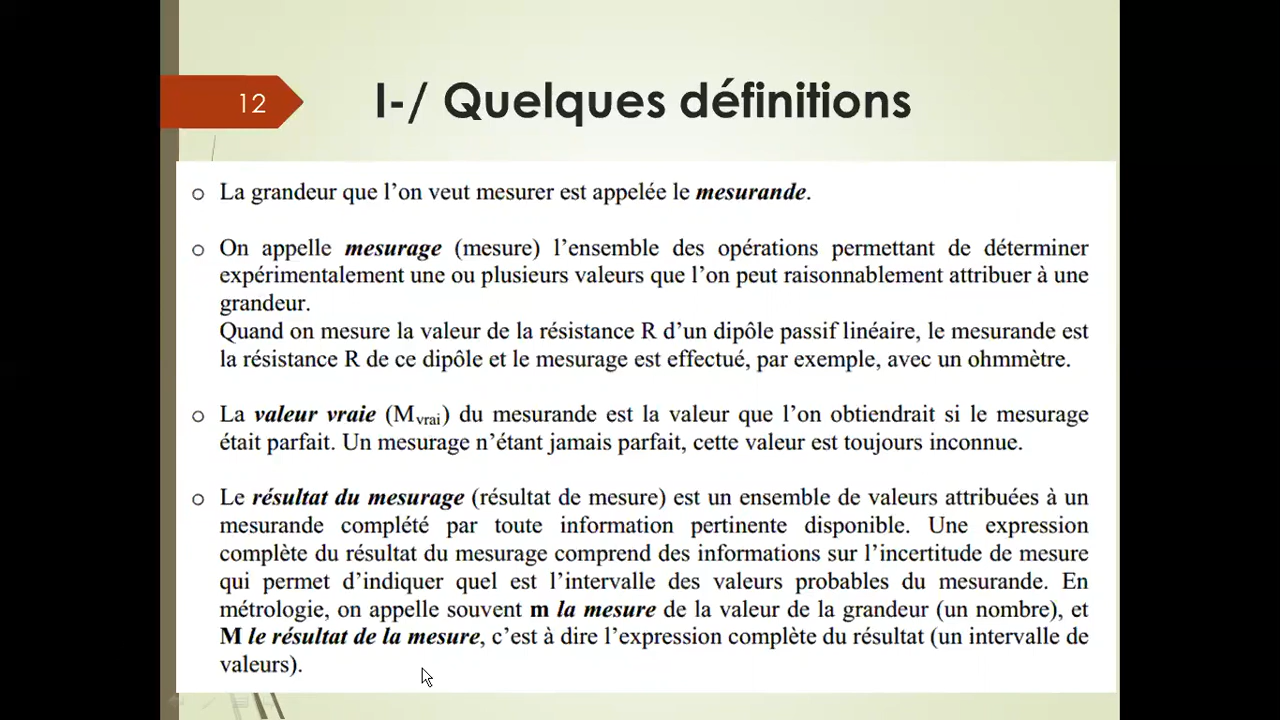 12
I-/ Quelques définitions
o La grandeur que l’on veut mesurer est appelée le mesurande.
o On appelle mesurage (mesure) l’ensemble des opérations permettant de déterminer
expérimentalement une ou plusieurs valeurs que l’on peut raisonnablement attribuer à une
grandeur.
Quand on mesure la valeur de la résistance R d’un dipôle passif linéaire, le mesurande est
la résistance R de ce dipôle et le mesurage est effectué, par exemple, avec un ohmmètre.
o La valeur vraie (Mvrai) du mesurande est la valeur que l’on obtiendrait si le mesurage
était parfait. Un mesurage n’étant jamais parfait, cette valeur est toujours inconnue.
o Le résultat du mesurage (résultat de mesure) est un ensemble de valeurs attribuées à un
mesurande complété par toute information pertinente disponible. Une expression
complète du résultat du mesurage comprend des informations sur l’incertitude de mesure
qui permet d’indiquer quel est l’intervalle des valeurs probables du mesurande. En
métrologie, on appelle souvent m la mesure de la valeur de la grandeur (un nombre), et
M le résultat de la mesure, c’est à dire l’expression complète du résultat (un intervalle de
valeurs).